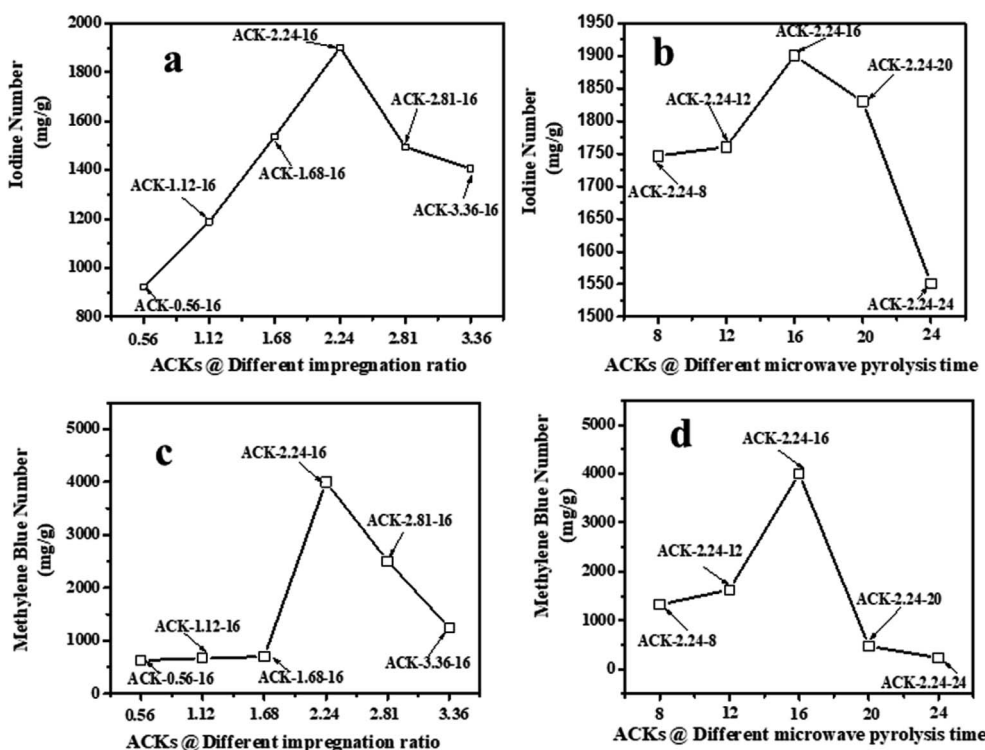 a
Iodine Number
(mg/g)
2000
1800
1600
1400
1200
1000
800
ACK-2.24-16
ACK-2.81-16
ACK-1.68-16
ACK-1.12-16
ACK-3.36-16
ACK-0.56-16
0.56 1.12 1.68 2.24 2.81 3.36
ACKs @ Different impregnation ratio
b
Iodine Number
(mg/g)
1950
1900
1850
1800
1750
1700
1650
1600
1550
1500
ACK-2.24-16
ACK-2.24-20
ACK-2.24-12
ACK-2.24-8
ACK-2.24-24
8 12 16 20 24
ACKs @ Different microwave pyrolysis time
c
Methylene Blue Number
(mg/g)
5000
4000
3000
2000
1000
0
ACK-2.24-16
ACK-2.81-16
ACK-1.12-16
ACK-3.36-16
ACK-0.56-16
ACK-1.68-16
0.56 1.12 1.68 2.24 2.81 3.36
ACKs @ Different impregnation ratio
d
Methylene Blue Number
(mg/g)
5000
4000
3000
2000
1000
0
ACK-2.24-16
ACK-2.24-12
ACK-2.24-20
ACK-2.24-8
ACK-2.24-24
8 12 16 20 24
ACKs @ Different microwave pyrolysis time